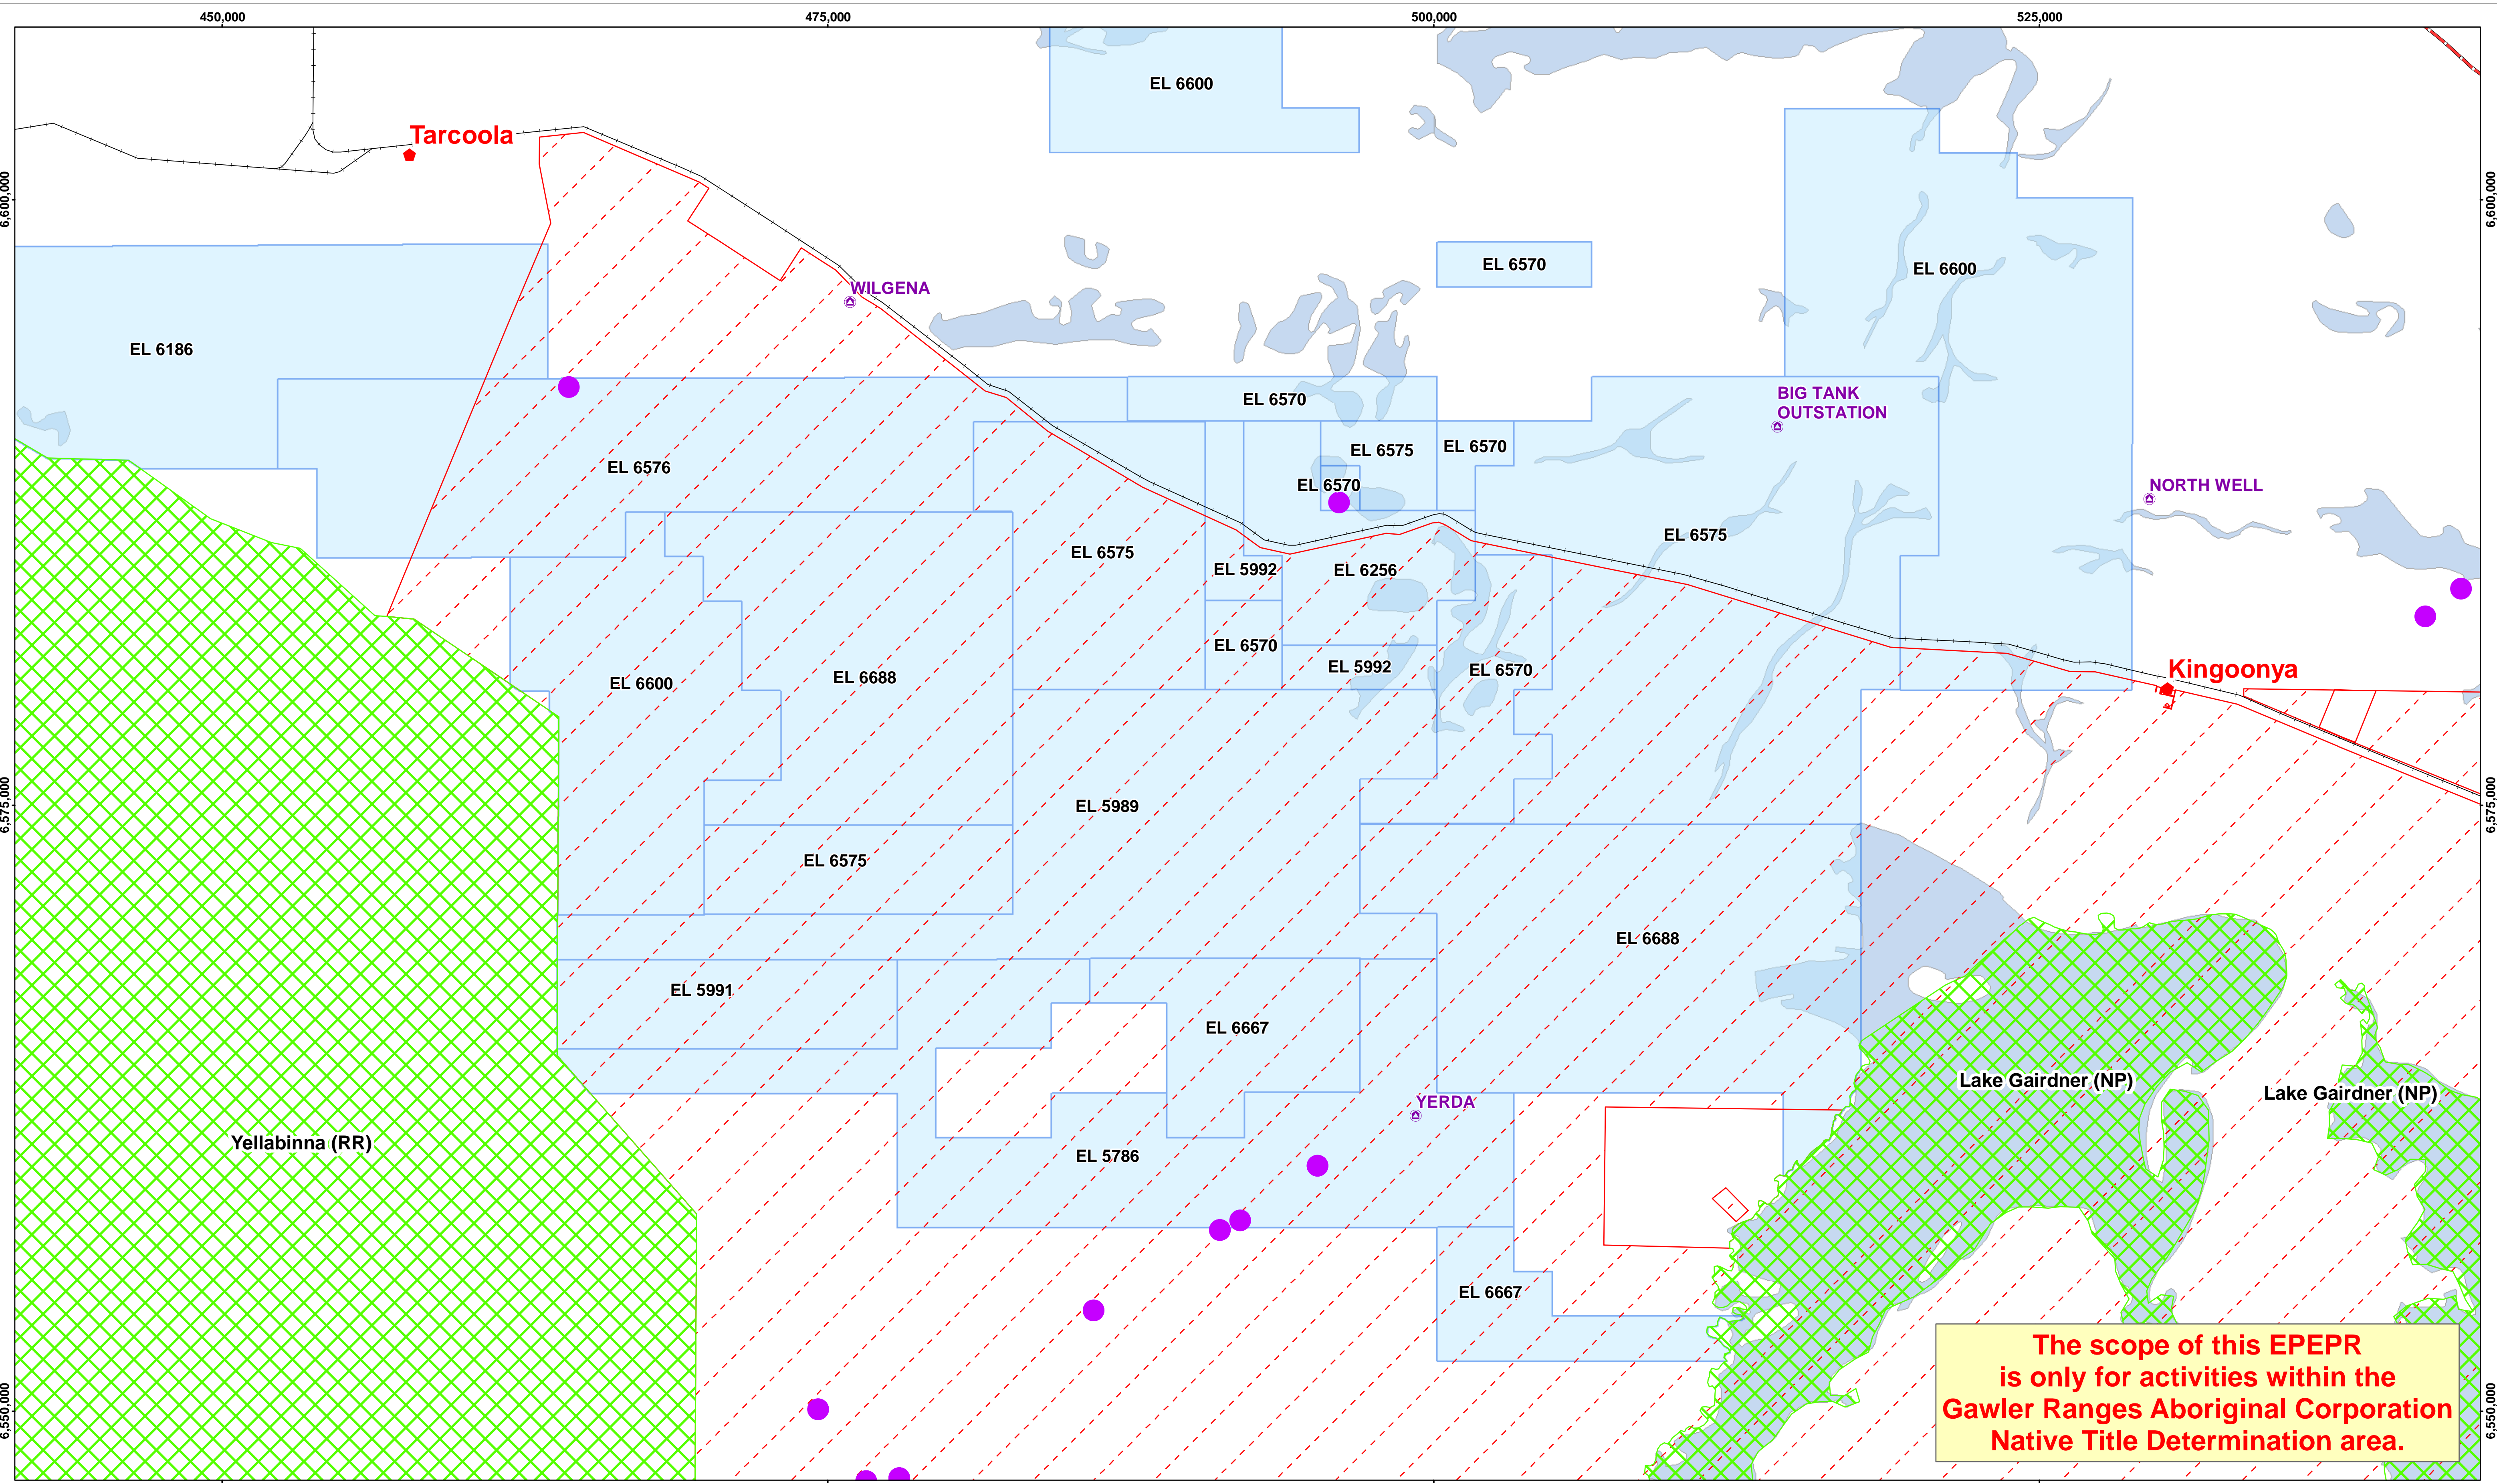 450,000
475,000
500,000
525,000
EL 6600
Tarcoola
6,600,000
6,600,000
EL 6570
EL 6600
WILGENA
EL 6186
EL 6570
BIG TANK
OUTSTATION
EL 6575
EL 6570
EL 6576
EL 6570
NORTH WELL
EL 6575
EL 6575
EL 5992
EL 6256
EL 6570
EL 5992
EL 6570
Kingoonya
EL 6600
EL 6688
6,575,000
EL 5989
6,575,000
EL 6575
EL 6688
EL 5991
EL 6667
Lake Gairdner (NP)
Lake Gairdner (NP)
YERDA
Yellabinna (RR)
EL 5786
EL 6667
6,550,000
6,550,000
The scope of this EPEPR
is only for activities within the
Gawler Ranges Aboriginal Corporation
Native Title Determination area.